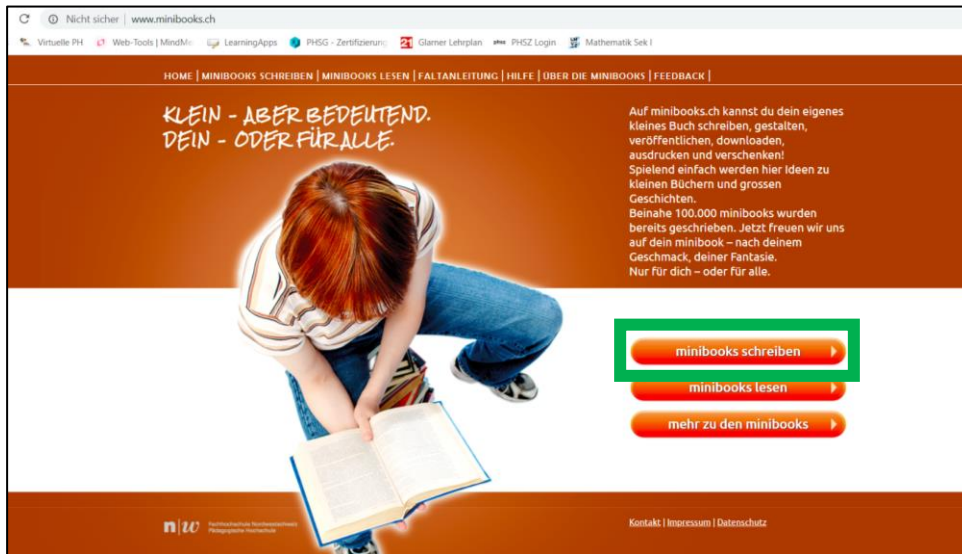 Nicht sicher | www.minibooks.ch
Virtuelle PH Web-Tools | MindMe LearningApps PHSG - Zertifizierung Glarner Lehrplan PHSZ Login Mathematik Sek I
HOME | MINIBOOKS SCHREIBEN | MINIBOOKS LESEN | FALTANLEITUNG | HILFE | ÜBER DIE MINIBOOKS | FEEDBACK |
KLEIN - ABER BEDEUTEND.
DEIN - ODER FÜR ALLE.
Auf minibooks.ch kannst du dein eigenes
kleines Buch schreiben, gestalten,
veröffentlichen, downloaden,
ausdrucken und verschenken!
Spielend einfach werden hier Ideen zu
kleinen Büchern und grossen
Geschichten.
Beinahe 100.000 minibooks wurden
bereits geschrieben. Jetzt freuen wir uns
auf dein minibook – nach deinem
Geschmack, deiner Fantasie.
Nur für dich – oder für alle.
minibooks schreiben
minibooks lesen
mehr zu den minibooks
n|w Fachhochschule Nordwestschweiz
Pädagogische Hochschule
Kontakt | Impressum | Datenschutz